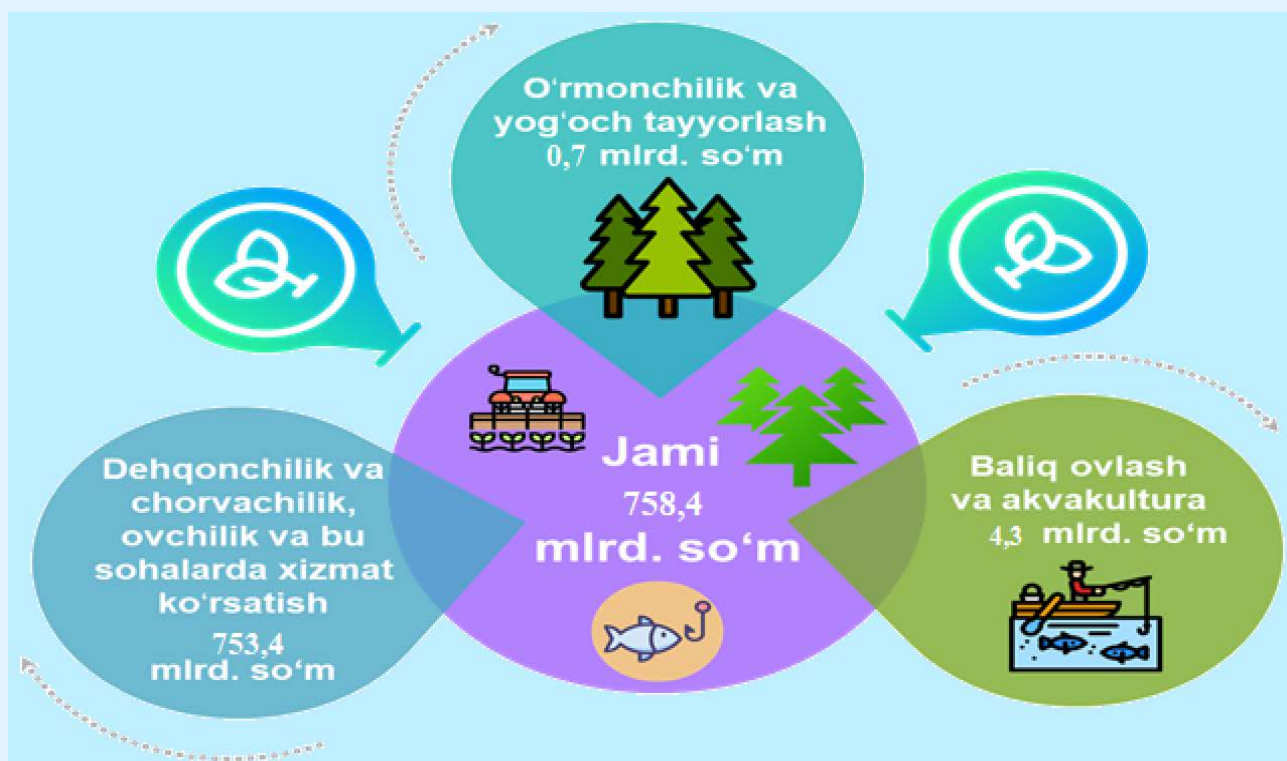 O‘rmonchilik va
yog‘och tayyorlash
0,7 mlrd. so‘m
Jami
758,4
mlrd. so‘m
Dehqonchilik va
chorvachilik,
ovchilik va bu
sohalarda xizmat
ko‘rsatish
753,4
mlrd. so‘m
Baliq ovlash
va akvakultura
4,3 mlrd. so‘m